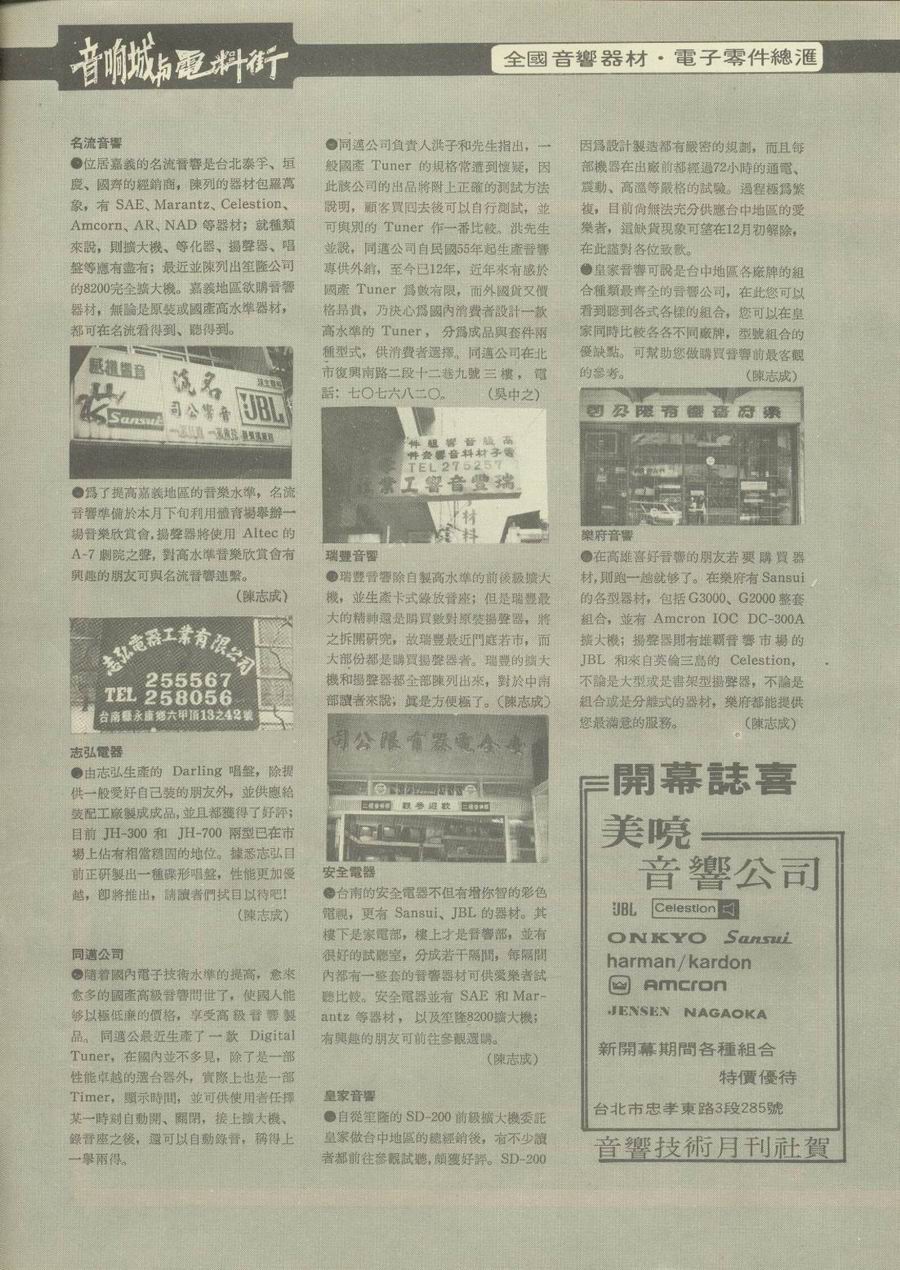 音响城与電料街
全國音響器材・電子零件總滙
名流音響
●位居嘉義的名流音響是台北泰孚、垣
慶、國齊的經銷商，陳列的器材包羅萬
象，有 SAE、Marantz、Celestion、
Amcorn、AR、NAD 等器材；就種類
來說，則擴大機、等化器、揚聲器、唱
盤等應有盡有；最近並陳列出笙隆公司
的8200完全擴大機。嘉義地區欲購音響
器材，無論是原裝或國產高水準器材，
都可在名流看得到、聽得到。
名流
音響公司
Sansui
JBL
●爲了提高嘉義地區的音樂水準，名流
音響準備於本月下旬利用體育場舉辦一
場音樂欣賞會，揚聲器將使用 Altec 的
A-7 劇院之聲，對高水準音樂欣賞會有
興趣的朋友可與名流音響連繫。
（陳志成）
志弘電器工業有限公司
TEL 255567
258056
台南縣永康鄉六甲頂13之42號
志弘電器
●由志弘生產的 Darling 唱盤，除提
供一般愛好自己裝的朋友外，並供應給
裝配工廠製成成品，並且都獲得了好評；
目前 JH-300 和 JH-700 兩型已在市
場上佔有相當穩固的地位。據悉志弘目
前正研製出一種碟形唱盤，性能更加優
越，卽將推出，請讀者們拭目以待吧！
（陳志成）
同邁公司
●隨着國內電子技術水準的提高，愈來
愈多的國產高級音響問世了，使國人能
够以極低廉的價格，享受高級音響製
品。同邁公最近生產了一款 Digital
Tuner，在國內並不多見，除了是一部
性能卓越的選台器外，實際上也是一部
Timer，顯示時間，並可供使用者任擇
某一時刻自動開、關閉，接上擴大機、
錄音座之後，還可以自動錄音，稱得上
一擧兩得。
●同邁公司負責人洪子和先生指出，一
般國產 Tuner 的規格常遭到懷疑，因
此該公司的出品將附上正確的測試方法
說明，顧客買囘去後可以自行測試，並
可與別的 Tuner 作一番比較。洪先生
並說，同邁公司自民國55年起生產音響
專供外銷，至今已12年，近年來有感於
國產 Tuner 爲數有限，而外國貨又價
格昂貴，乃決心爲國內消費者設計一款
高水準的 Tuner，分爲成品與套件兩
種型式，供消費者選擇。同邁公司在北
市復興南路二段十二巷九號三樓，電
話：七〇七六八二〇。（吳中之）
高級音響組件
電子材料音響套件
TEL 275257
瑞豐音響工業
材料
瑞豐音響
●瑞豐音響除自製高水準的前後級擴大
機，並生產卡式錄放音座；但是瑞豐最
大的精神還是購買數對原裝揚聲器，將
之拆開研究，故瑞豐最近門庭若市，而
大部份都是購買揚聲器者。瑞豐的擴大
機和揚聲器都全部陳列出來，對於中南
部讀者來說，眞是方便極了。（陳志成）
安全電器有限公司
歡迎參觀
安全電器
●台南的安全電器不但有增你智的彩色
電視，更有 Sansui、JBL 的器材。其
樓下是家電部，樓上才是音響部，並有
很好的試聽室，分成若干隔間，每隔間
內都有一整套的音響器材可供愛樂者試
聽比較。安全電器並有 SAE 和 Mar-
antz 等器材，以及笙隆8200擴大機；
有興趣的朋友可前往參觀選購。
（陳志成）
皇家音響
●自從笙隆的 SD-200 前級擴大機委託
皇家做台中地區的總經銷後，有不少讀
者都前往參觀試聽，頗獲好評。SD-200
因爲設計製造都有嚴密的規劃，而且每
部機器在出廠前都經過72小時的通電、
震動、高溫等嚴格的試驗。過程極爲繁
複，目前尙無法充分供應台中地區的愛
樂者，這缺貨現象可望在12月初解除，
在此謹對各位致歉。
●皇家音響可說是台中地區各廠牌的組
合種類最齊全的音響公司，在此您可以
看到聽到各式各樣的組合，您可以在皇
家同時比較各各不同廠牌，型號組合的
優缺點。可幫助您做購買音響前最客觀
的參考。（陳志成）
樂府音響有限公司
樂府音響
●在高雄喜好音響的朋友若要購買器
材，則跑一趟就够了。在樂府有Sansui
的各型器材，包括G3000、G2000整套
組合，並有 Amcron IOC DC-300A
擴大機；揚聲器則有雄覇音響市場的
JBL 和來自英倫三島的 Celestion，
不論是大型或是書架型揚聲器，不論是
組合或是分離式的器材，樂府都能提供
您最滿意的服務。（陳志成）
開幕誌喜
美嘵
音響公司
JBL Celestion
ONKYO Sansui
harman/kardon
AMCRON
JENSEN NAGAOKA
新開幕期間各種組合
特價優待
台北市忠孝東路3段285號
音響技術月刊社賀